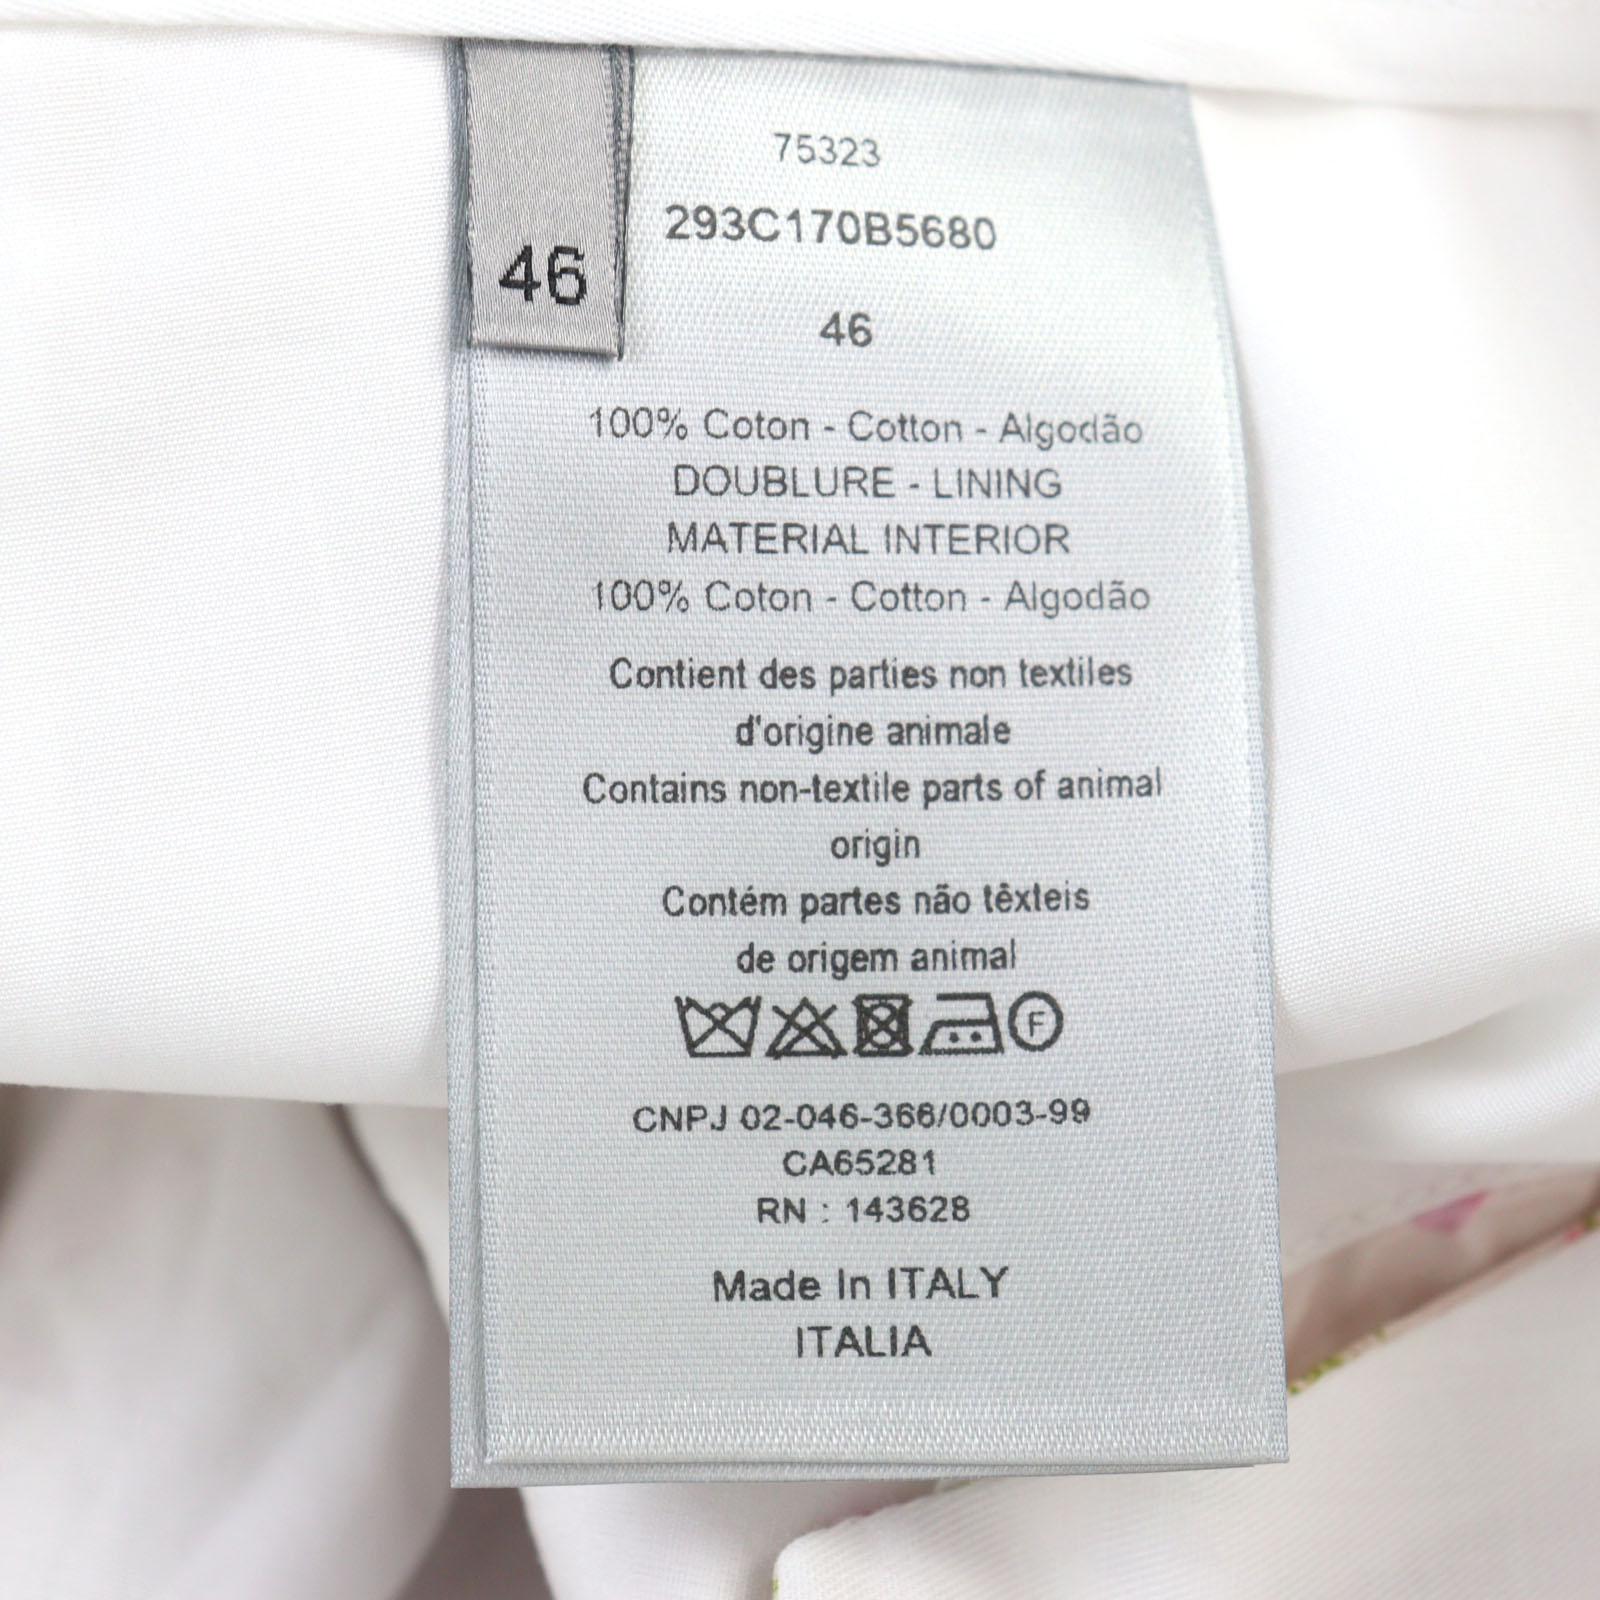 46
75323
293C170B5680
46
100% Coton - Cotton - Algodão
DOUBLURE - LINING
MATERIAL INTERIOR
100% Coton - Cotton - Algodão
Contient des parties non textiles
d'origine animale
Contains non-textile parts of animal
origin
Contém partes não têxteis
de origem animal
F
CNPJ 02-046-366/0003-99
CA65281
RN : 143628
Made In ITALY
ITALIA